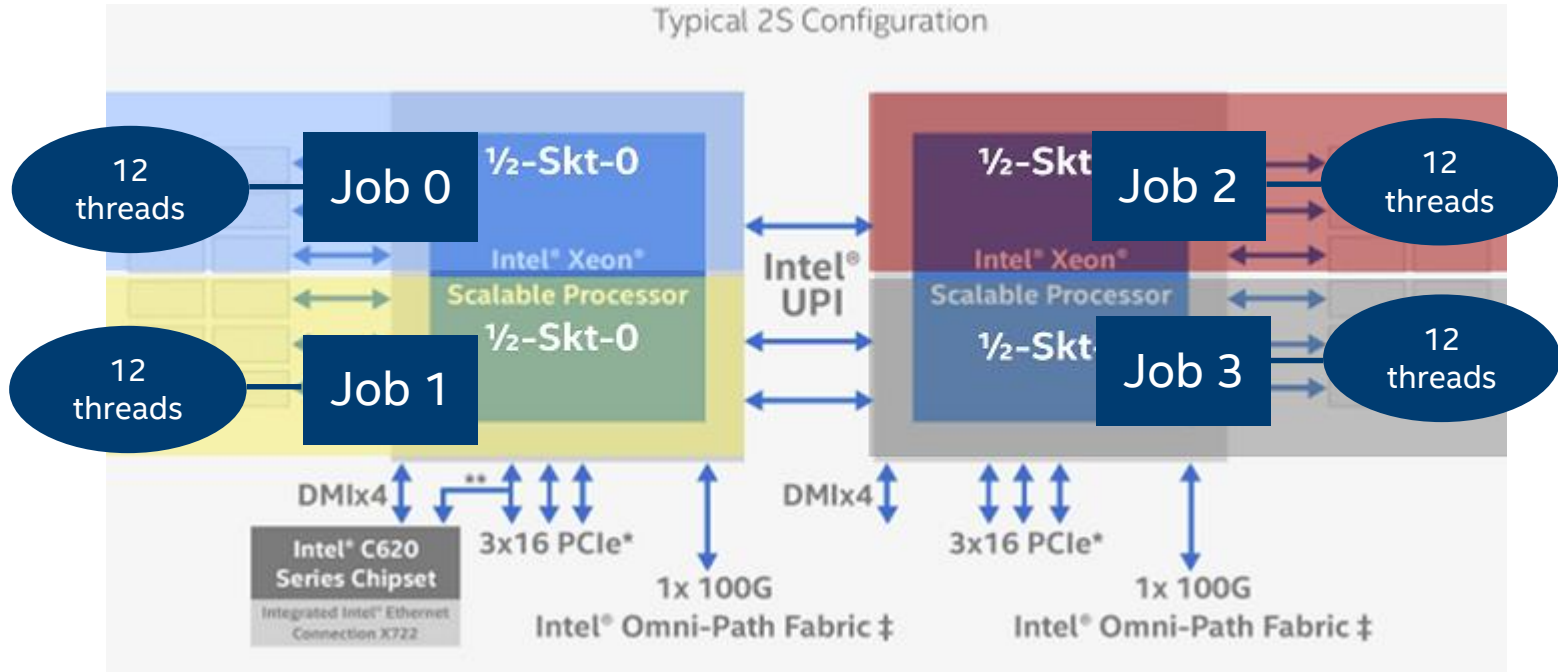 Typical 2S Configuration
12
threads
Job 0
½-Skt-0
Intel® Xeon®
Scalable Processor
½-Skt-0
12
threads
Job 1
Intel®
UPI
½-Skt
Job 2
12
threads
Intel® Xeon®
Scalable Processor
½-Skt-
Job 3
12
threads
DMIx4
**
3x16 PCIe*
Intel® C620
Series Chipset
Integrated Intel® Ethernet
Connection X722
1x 100G
Intel® Omni-Path Fabric ‡
DMIx4
3x16 PCIe*
1x 100G
Intel® Omni-Path Fabric ‡